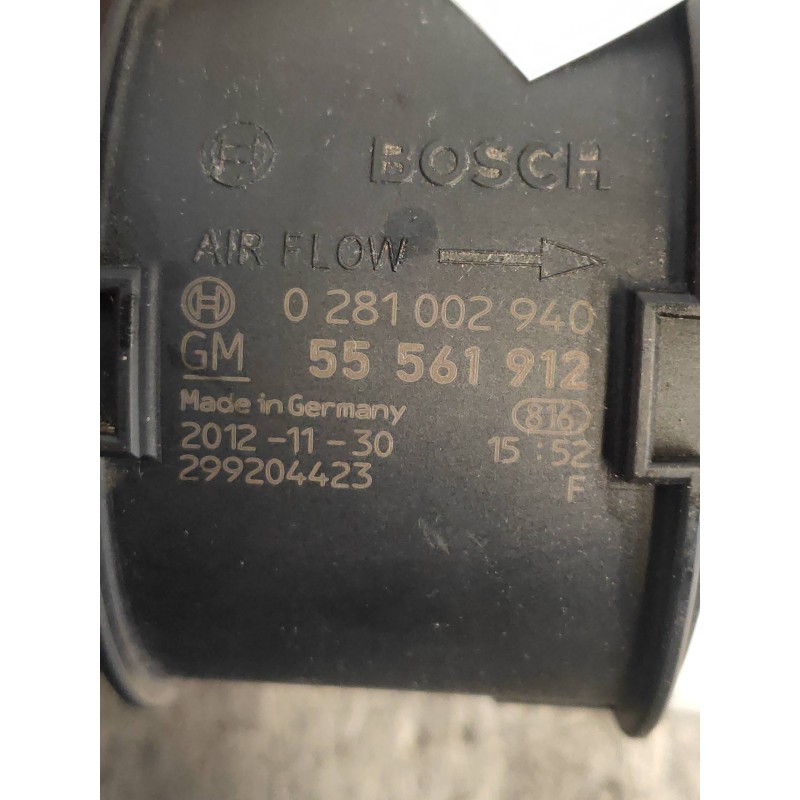 BOSCH
AIR FLOW
0 281 002 940
GM 55 561 912
Made in Germany 816
2012-11-30 15:52
299204423 F